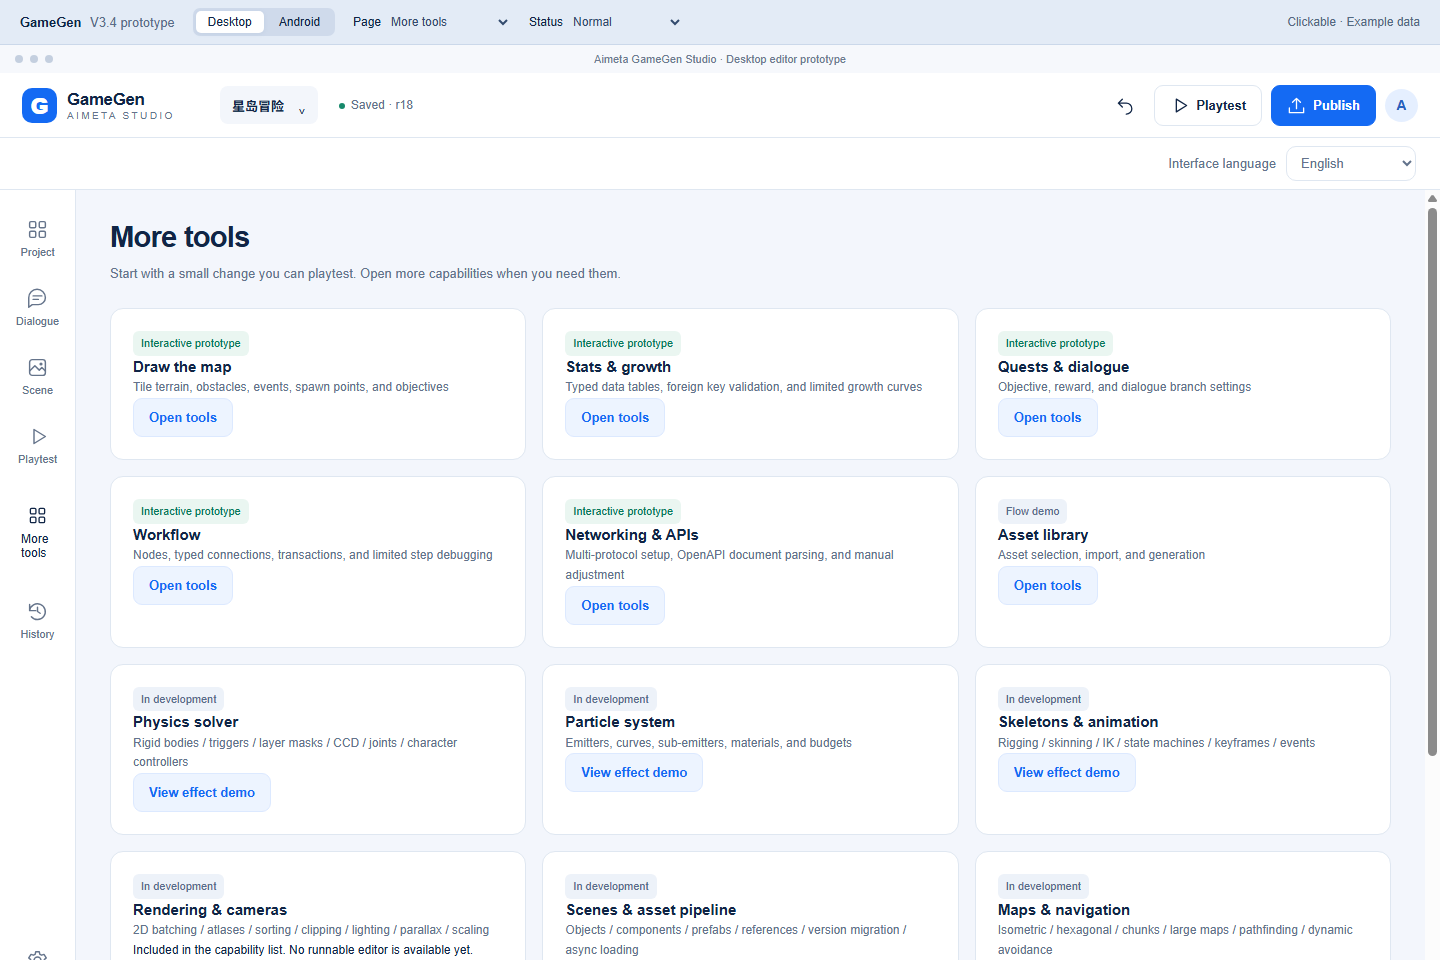 GameGen V3.4 prototype Desktop Android Page More tools Status Normal Clickable · Example data
Aimeta GameGen Studio · Desktop editor prototype
G GameGen
AIMETA STUDIO
星岛冒险
Saved · r18
Playtest
Publish
A
Interface language English
Project
Dialogue
Scene
Playtest
More
tools
History
More tools
Start with a small change you can playtest. Open more capabilities when you need them.
Interactive prototype
Draw the map
Tile terrain, obstacles, events, spawn points, and objectives
Open tools
Interactive prototype
Stats & growth
Typed data tables, foreign key validation, and limited growth curves
Open tools
Interactive prototype
Quests & dialogue
Objective, reward, and dialogue branch settings
Open tools
Interactive prototype
Workflow
Nodes, typed connections, transactions, and limited step debugging
Open tools
Interactive prototype
Networking & APIs
Multi-protocol setup, OpenAPI document parsing, and manual
adjustment
Open tools
Flow demo
Asset library
Asset selection, import, and generation
Open tools
In development
Physics solver
Rigid bodies / triggers / layer masks / CCD / joints / character
controllers
View effect demo
In development
Particle system
Emitters, curves, sub-emitters, materials, and budgets
View effect demo
In development
Skeletons & animation
Rigging / skinning / IK / state machines / keyframes / events
View effect demo
In development
Rendering & cameras
2D batching / atlases / sorting / clipping / lighting / parallax / scaling
Included in the capability list. No runnable editor is available yet.
In development
Scenes & asset pipeline
Objects / components / prefabs / references / version migration /
async loading
In development
Maps & navigation
Isometric / hexagonal / chunks / large maps / pathfinding / dynamic
avoidance